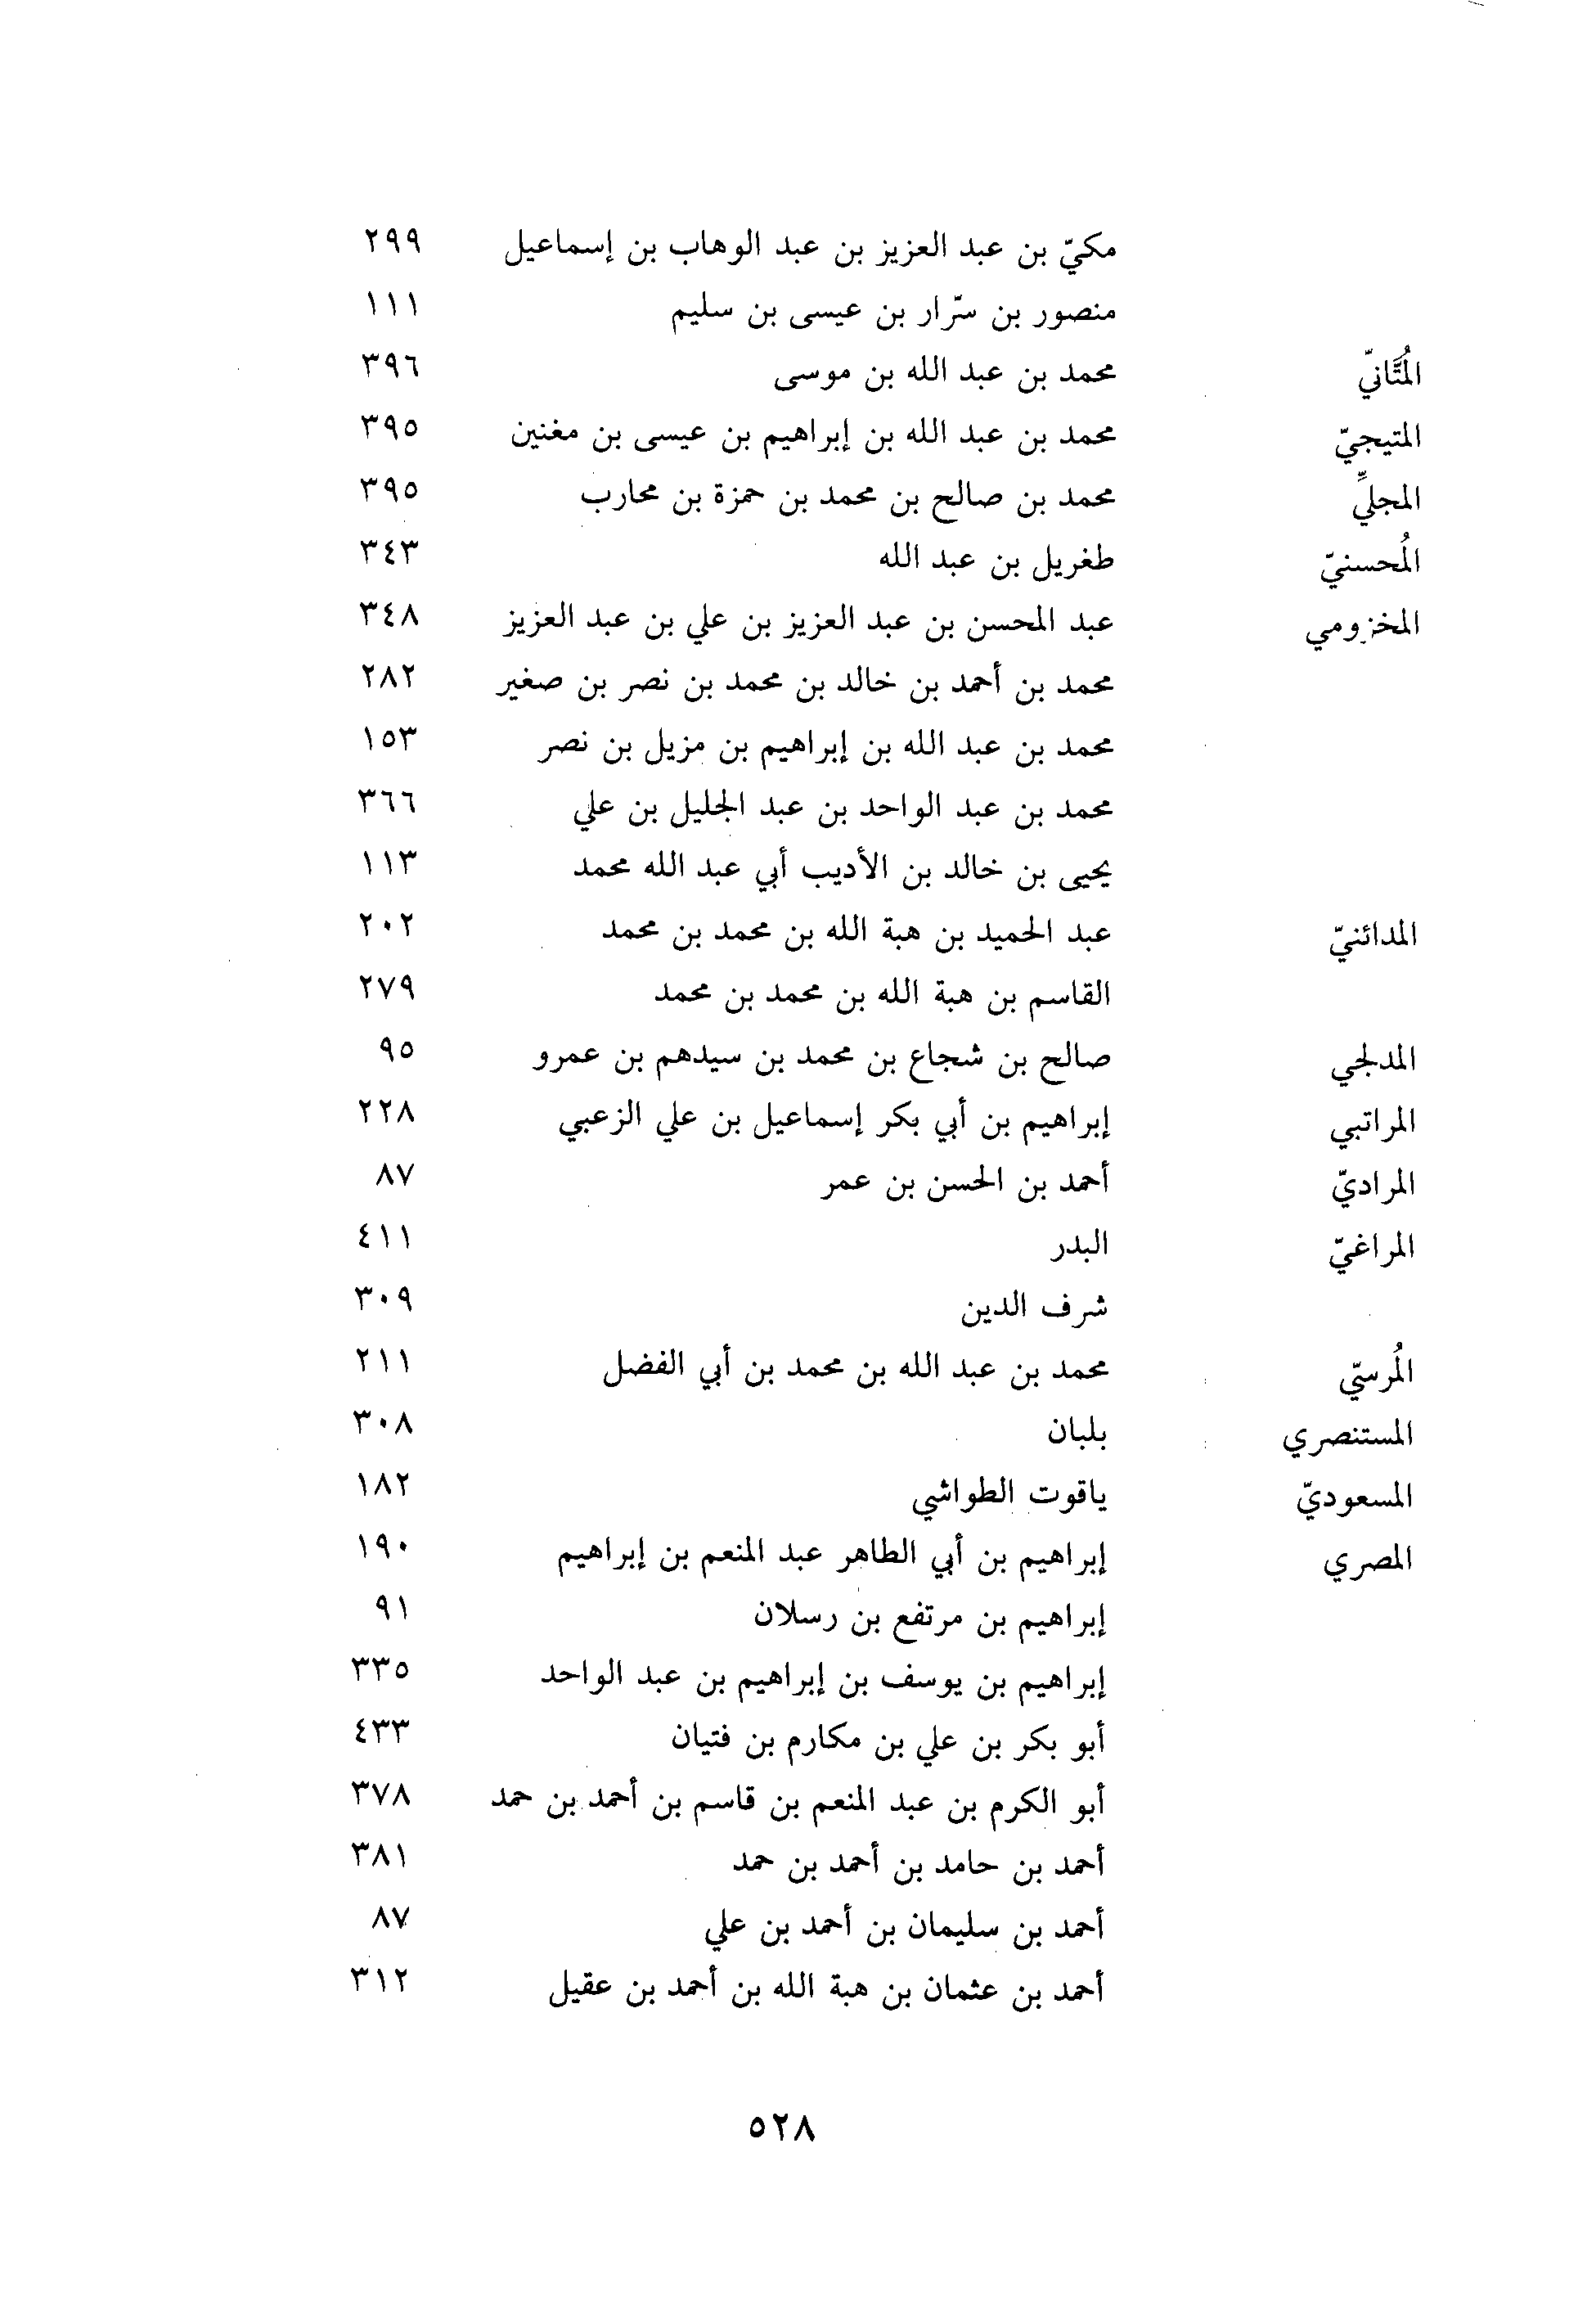 مكيّ بن عبد العزيز بن عبد الوهاب بن إسماعيل ٢٩٩
منصور بن سرّار بن عيسى بن سليم ١١١
المُتَّانيّ محمد بن عبد الله بن موسى ٣٩٦
المتيجيّ محمد بن عبد الله بن إبراهيم بن عيسى بن مغنين ٣٩٥
المجليِّ محمد بن صالح بن محمد بن حمزة بن محارب ٣٩٥
المُحسنيّ طغريل بن عبد الله ٣٤٣
المخزومي عبد المحسن بن عبد العزيز بن علي بن عبد العزيز ٣٤٨
محمد بن أحمد بن خالد بن محمد بن نصر بن صغير ٢٨٢
محمد بن عبد الله بن إبراهيم بن مزيل بن نصر ١٥٣
محمد بن عبد الواحد بن عبد الجليل بن علي ٣٦٦
يحيى بن خالد بن الأديب أبي عبد الله محمد ١١٣
المدائنيّ عبد الحميد بن هبة الله بن محمد بن محمد ٢٠٢
القاسم بن هبة الله بن محمد بن محمد ٢٧٩
المدلجي صالح بن شجاع بن محمد بن سيدهم بن عمرو ٩٥
المراتبي إبراهيم بن أبي بكر إسماعيل بن علي الزعبي ٢٢٨
المراديّ أحمد بن الحسن بن عمر ٨٧
المراغيّ البدر ٤١١
شرف الدين ٣٠٩
المُرسيّ محمد بن عبد الله بن محمد بن أبي الفضل ٢١١
المستنصري بلبان ٣٠٨
المسعوديّ ياقوت الطواشي ١٨٢
المصري إبراهيم بن أبي الطاهر عبد المنعم بن إبراهيم ١٩٠
إبراهيم بن مرتفع بن رسلان ٩١
إبراهيم بن يوسف بن إبراهيم بن عبد الواحد ٣٣٥
أبو بكر بن علي بن مكارم بن فتيان ٤٣٣
أبو الكرم بن عبد المنعم بن قاسم بن أحمد بن حمد ٣٧٨
أحمد بن حامد بن أحمد بن حمد ٣٨١
أحمد بن سليمان بن أحمد بن علي ٨٧
أحمد بن عثمان بن هبة الله بن أحمد بن عقيل ٣١٢
٥٢٨